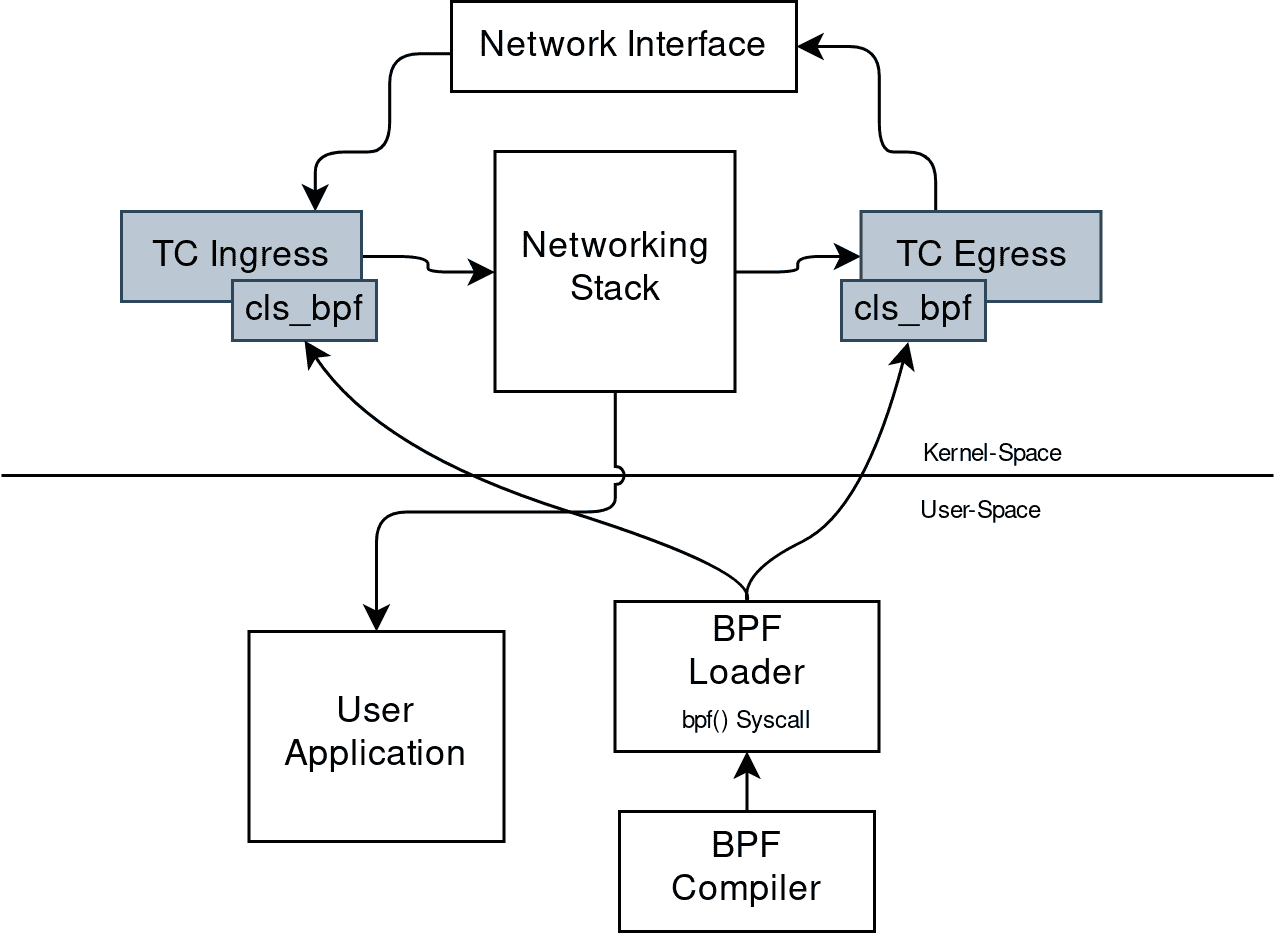 Network Interface
TC Ingress
cls_bpf
Networking
Stack
TC Egress
cls_bpf
Kernel-Space
User-Space
User
Application
BPF
Loader
bpf() Syscall
BPF
Compiler